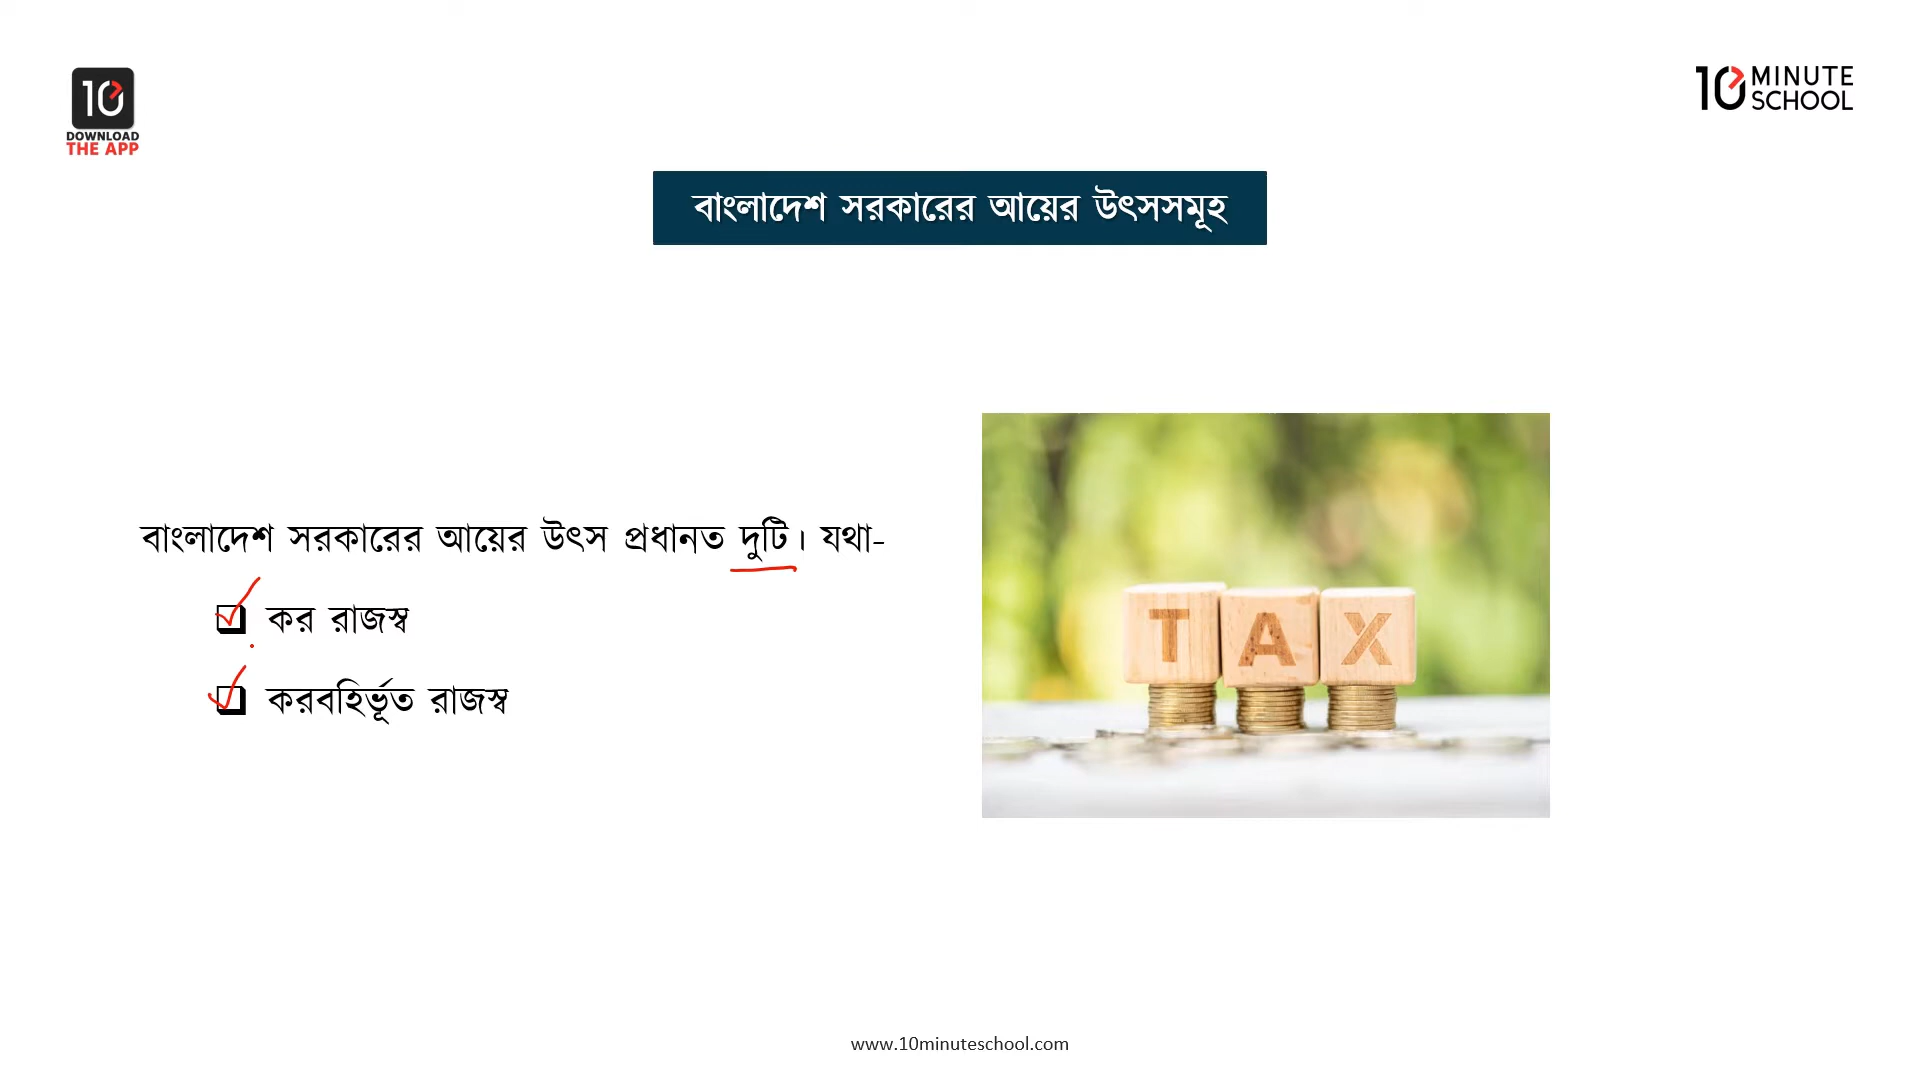 10
DOWNLOAD
THE APP
10 MINUTE
SCHOOL
বাংলাদেশ সরকারের আয়ের উৎসসমূহ
বাংলাদেশ সরকারের আয়ের উৎস প্রধানত দুটি। যথা-
কর রাজস্ব
করবহির্ভূত রাজস্ব
TAX
www.10minuteschool.com